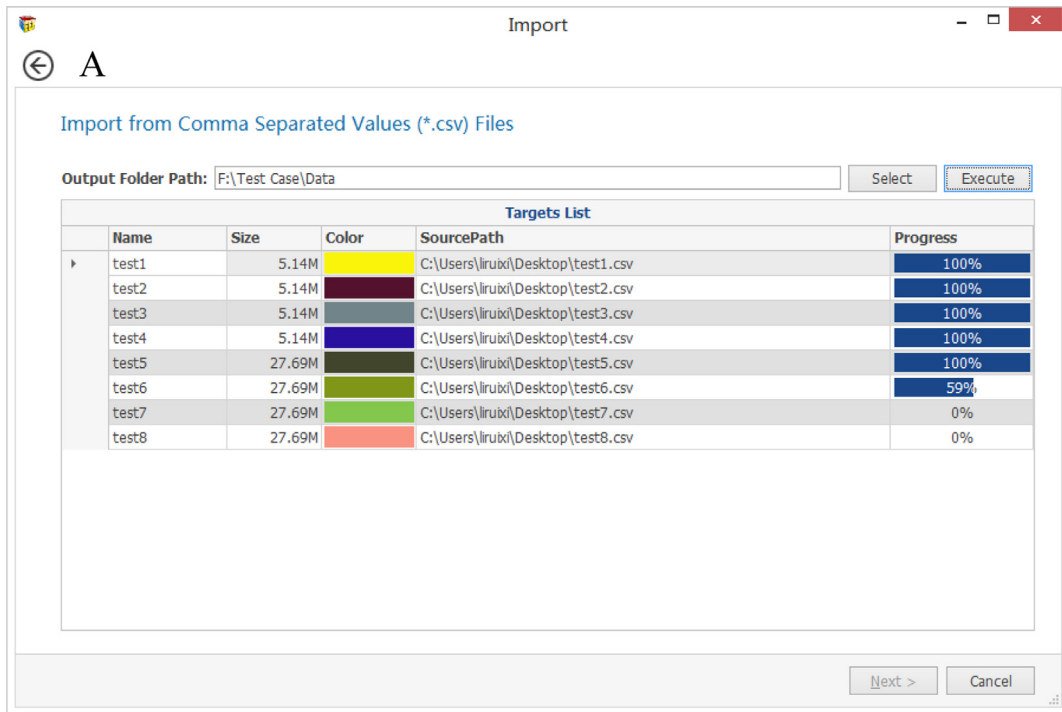 Import
A
Import from Comma Separated Values (*.csv) Files
Output Folder Path: F:\Test Case\Data Select Execute
Targets List
Name Size Color SourcePath Progress
test1 5.14M C:\Users\liruixi\Desktop\test1.csv 100%
test2 5.14M C:\Users\liruixi\Desktop\test2.csv 100%
test3 5.14M C:\Users\liruixi\Desktop\test3.csv 100%
test4 5.14M C:\Users\liruixi\Desktop\test4.csv 100%
test5 27.69M C:\Users\liruixi\Desktop\test5.csv 100%
test6 27.69M C:\Users\liruixi\Desktop\test6.csv 59%
test7 27.69M C:\Users\liruixi\Desktop\test7.csv 0%
test8 27.69M C:\Users\liruixi\Desktop\test8.csv 0%
Next > Cancel